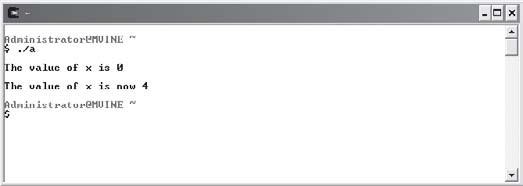 ~
Administrator@MVINE ~
$ ./a
The value of x is 0
The value of x is now 4
Administrator@MVINE ~
$